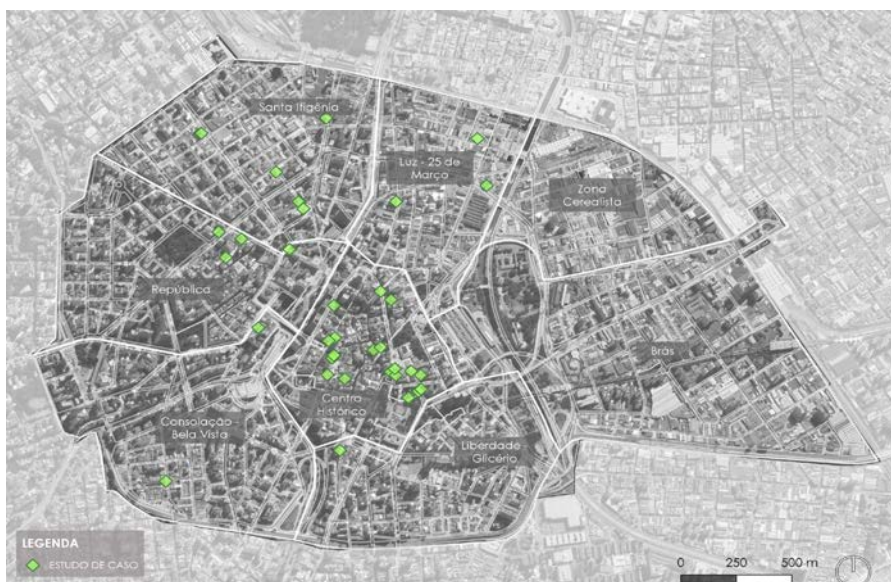 Santa Ifigênia
Luz - 25 de
Março
Zona
Cerealista
República
Brás
Centro
Histórico
Consolação
Bela Vista
Liberdade
Glicério
LEGENDA
ESTUDO DE CASO
0 250 500 m